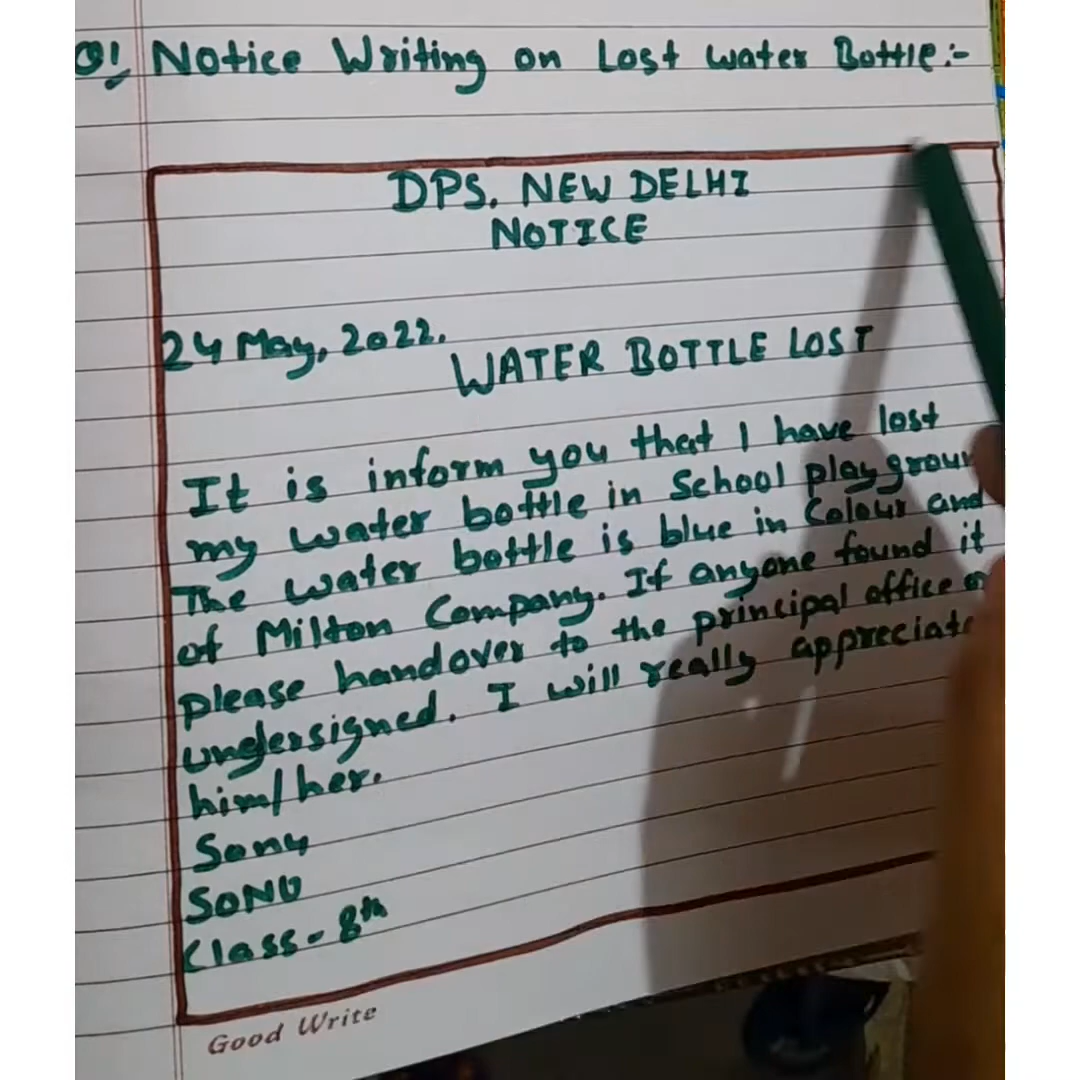 Q! Notice Writing on Lost Water Bottle:-
DPS. NEW DELHI
NOTICE
24 May, 2022.
WATER BOTTLE LOST
It is inform you that I have lost
my water bottle in School play groun
The water bottle is blue in Colour and
of Milton Company. If anyone found it
please handover to the principal office o
undersigned. I will really appreciate
him/her.
Sonu
SONU
Class - 8th
Good Write